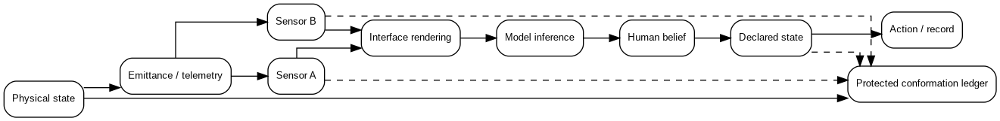 Sensor B
Action / record
Interface rendering
Model inference
Human belief
Declared state
Emittance / telemetry
Sensor A
Protected conformation ledger
Physical state